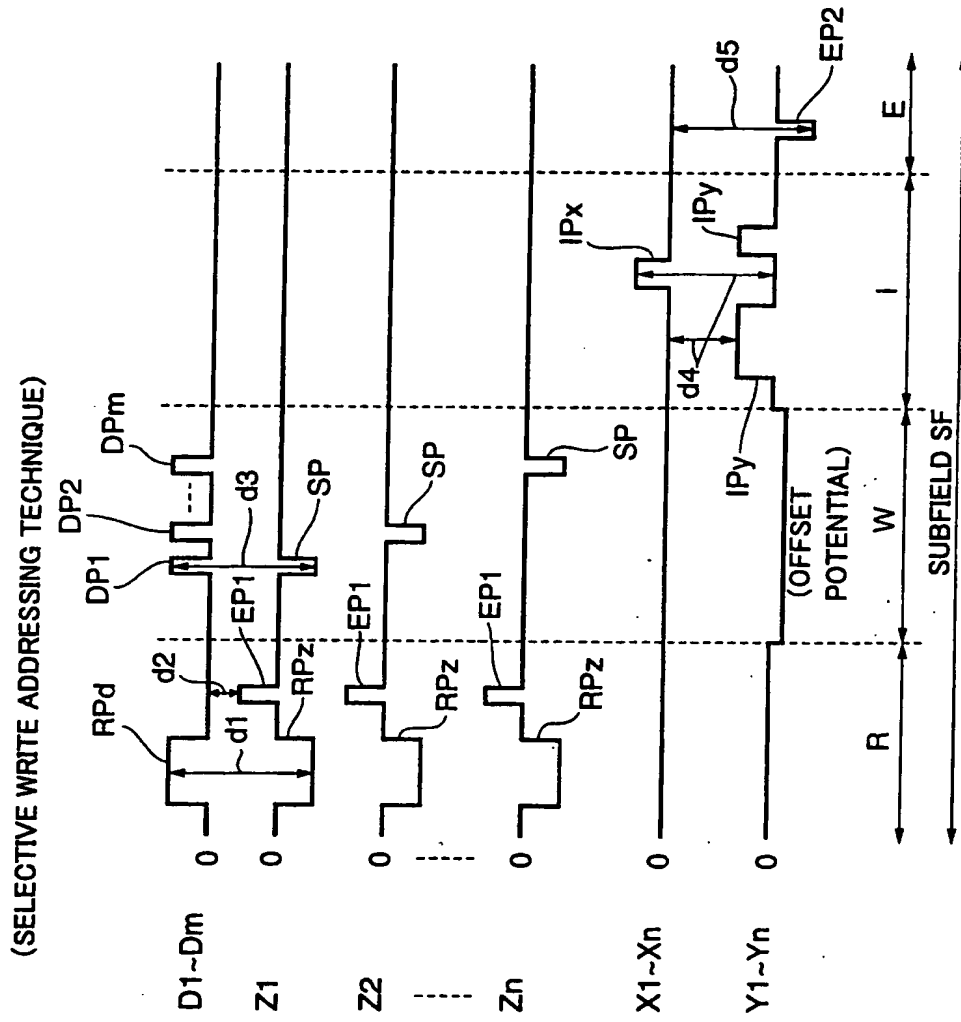 (SELECTIVE WRITE ADDRESSING TECHNIQUE)
RPd
DP1
DP2
DPm
D1~Dm
0
d1
d2
EP1
d3
Z1
0
RPz
SP
EP1
Z2
0
RPz
SP
EP1
Zn
0
RPz
SP
IPx
X1~Xn
0
d4
d5
IPy
Y1~Yn
0
IPy
EP2
(OFFSET
POTENTIAL)
R
W
I
E
SUBFIELD SF